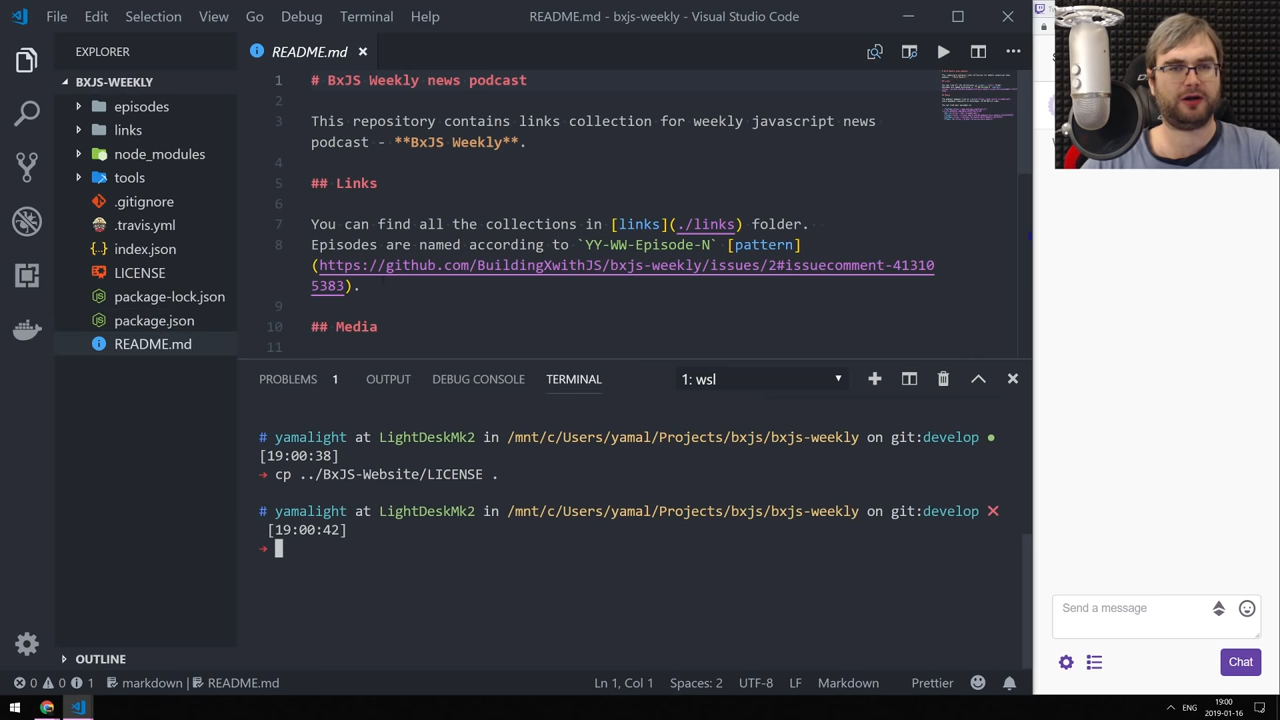 File Edit Selection View Go Debug Terminal Help README.md - bxjs-weekly - Visual Studio Code
EXPLORER
BXJS-WEEKLY
episodes
links
node_modules
tools
.gitignore
.travis.yml
index.json
LICENSE
package-lock.json
package.json
README.md
OUTLINE
README.md
1 # BxJS Weekly news podcast
This repository contains links collection for weekly javascript news
podcast - **BxJS Weekly**.
4
5 ## Links
6
7 You can find all the collections in [links](./links) folder.
8 Episodes are named according to `YY-WW-Episode-N` [pattern]
(https://github.com/BuildingXwithJS/bxjs-weekly/issues/2#issuecomment-41310
5383).
9
10 ## Media
11
PROBLEMS 1 OUTPUT DEBUG CONSOLE TERMINAL 1: wsl
# yamalight at LightDeskMk2 in /mnt/c/Users/yamal/Projects/bxjs/bxjs-weekly on git:develop
[19:00:38]
→ cp ../BxJS-Website/LICENSE .
# yamalight at LightDeskMk2 in /mnt/c/Users/yamal/Projects/bxjs/bxjs-weekly on git:develop ✗
[19:00:42]
→
Send a message
Chat
0 0 1 markdown README.md Ln 1, Col 1 Spaces: 2 UTF-8 LF Markdown Prettier
ENG
19:00
2019-01-16